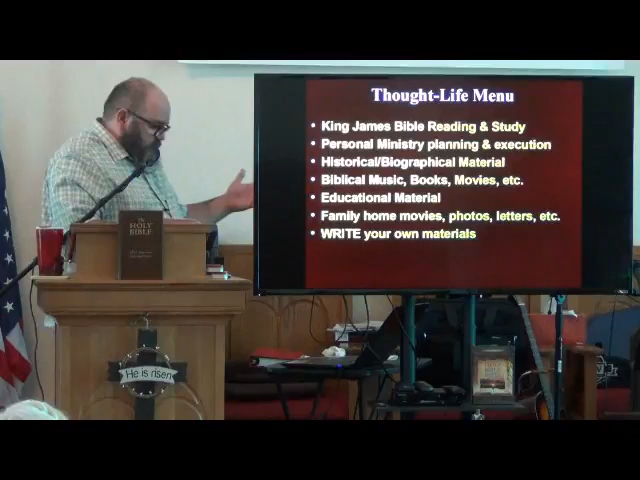 Thought-Life Menu
• King James Bible Reading & Study
• Personal Ministry planning & execution
• Historical/Biographical Material
• Biblical Music, Books, Movies, etc.
• Educational Material
• Family home movies, photos, letters, etc.
• WRITE your own materials
The
HOLY
BIBLE
He is risen